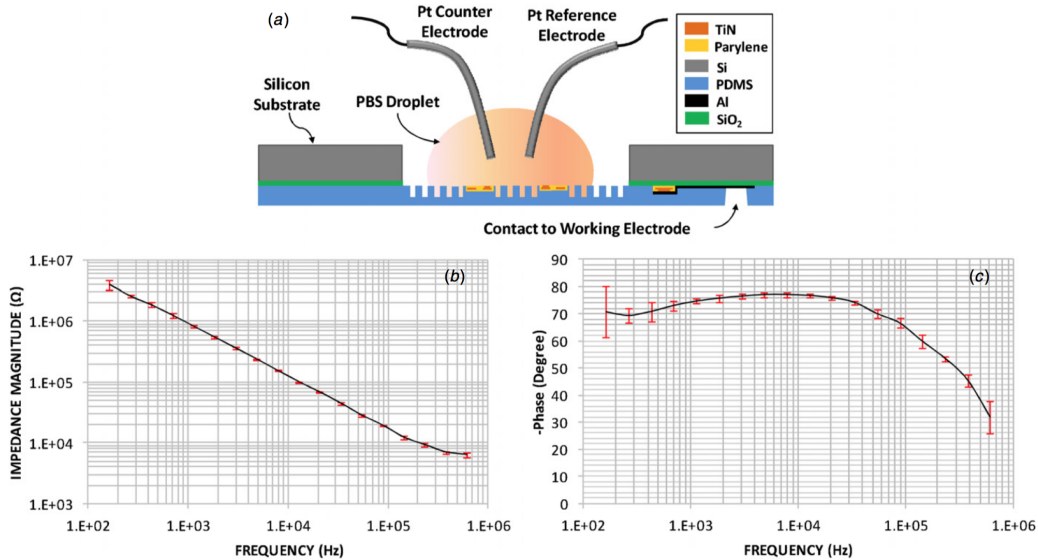 (a)
Pt Counter
Electrode
Pt Reference
Electrode
TiN
Parylene
Si
PDMS
Al
SiO₂
Silicon
Substrate
PBS Droplet
Contact to Working Electrode
(b)
1.E+07
1.E+06
1.E+05
1.E+04
1.E+03
IMPEDANCE MAGNITUDE (Ω)
1.E+02 1.E+03 1.E+04 1.E+05 1.E+06
FREQUENCY (Hz)
(c)
90
80
70
60
50
40
30
20
10
0
-Phase (Degree)
1.E+02 1.E+03 1.E+04 1.E+05 1.E+06
FREQUENCY (Hz)